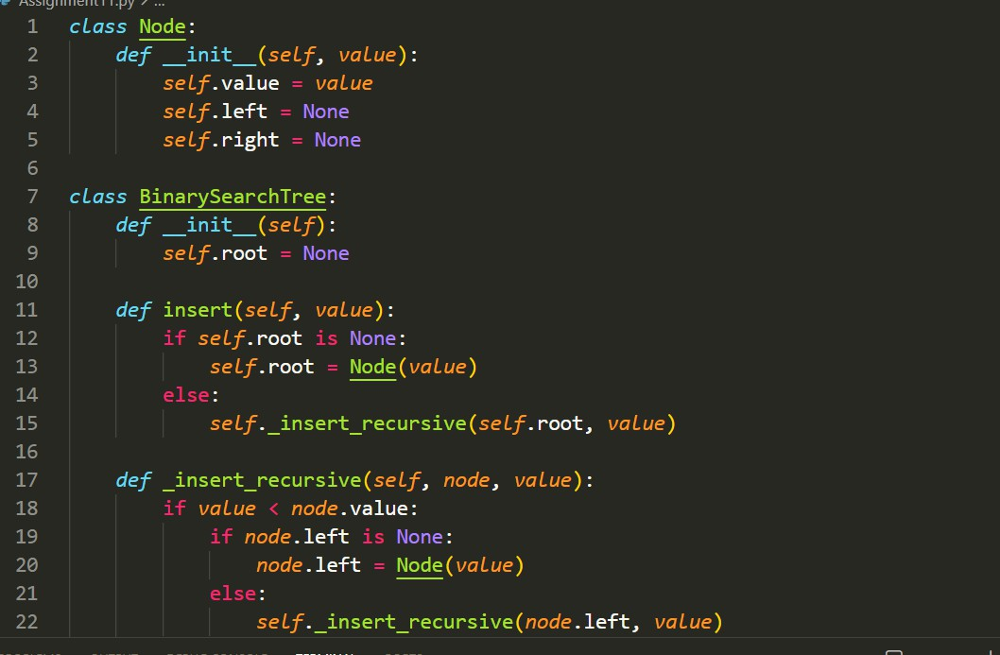 Assignment11.py > ...
1 class Node:
2     def __init__(self, value):
3         self.value = value
4         self.left = None
5         self.right = None
6
7 class BinarySearchTree:
8     def __init__(self):
9         self.root = None
10
11     def insert(self, value):
12         if self.root is None:
13             self.root = Node(value)
14         else:
15             self._insert_recursive(self.root, value)
16
17     def _insert_recursive(self, node, value):
18         if value < node.value:
19             if node.left is None:
20                 node.left = Node(value)
21             else:
22                 self._insert_recursive(node.left, value)